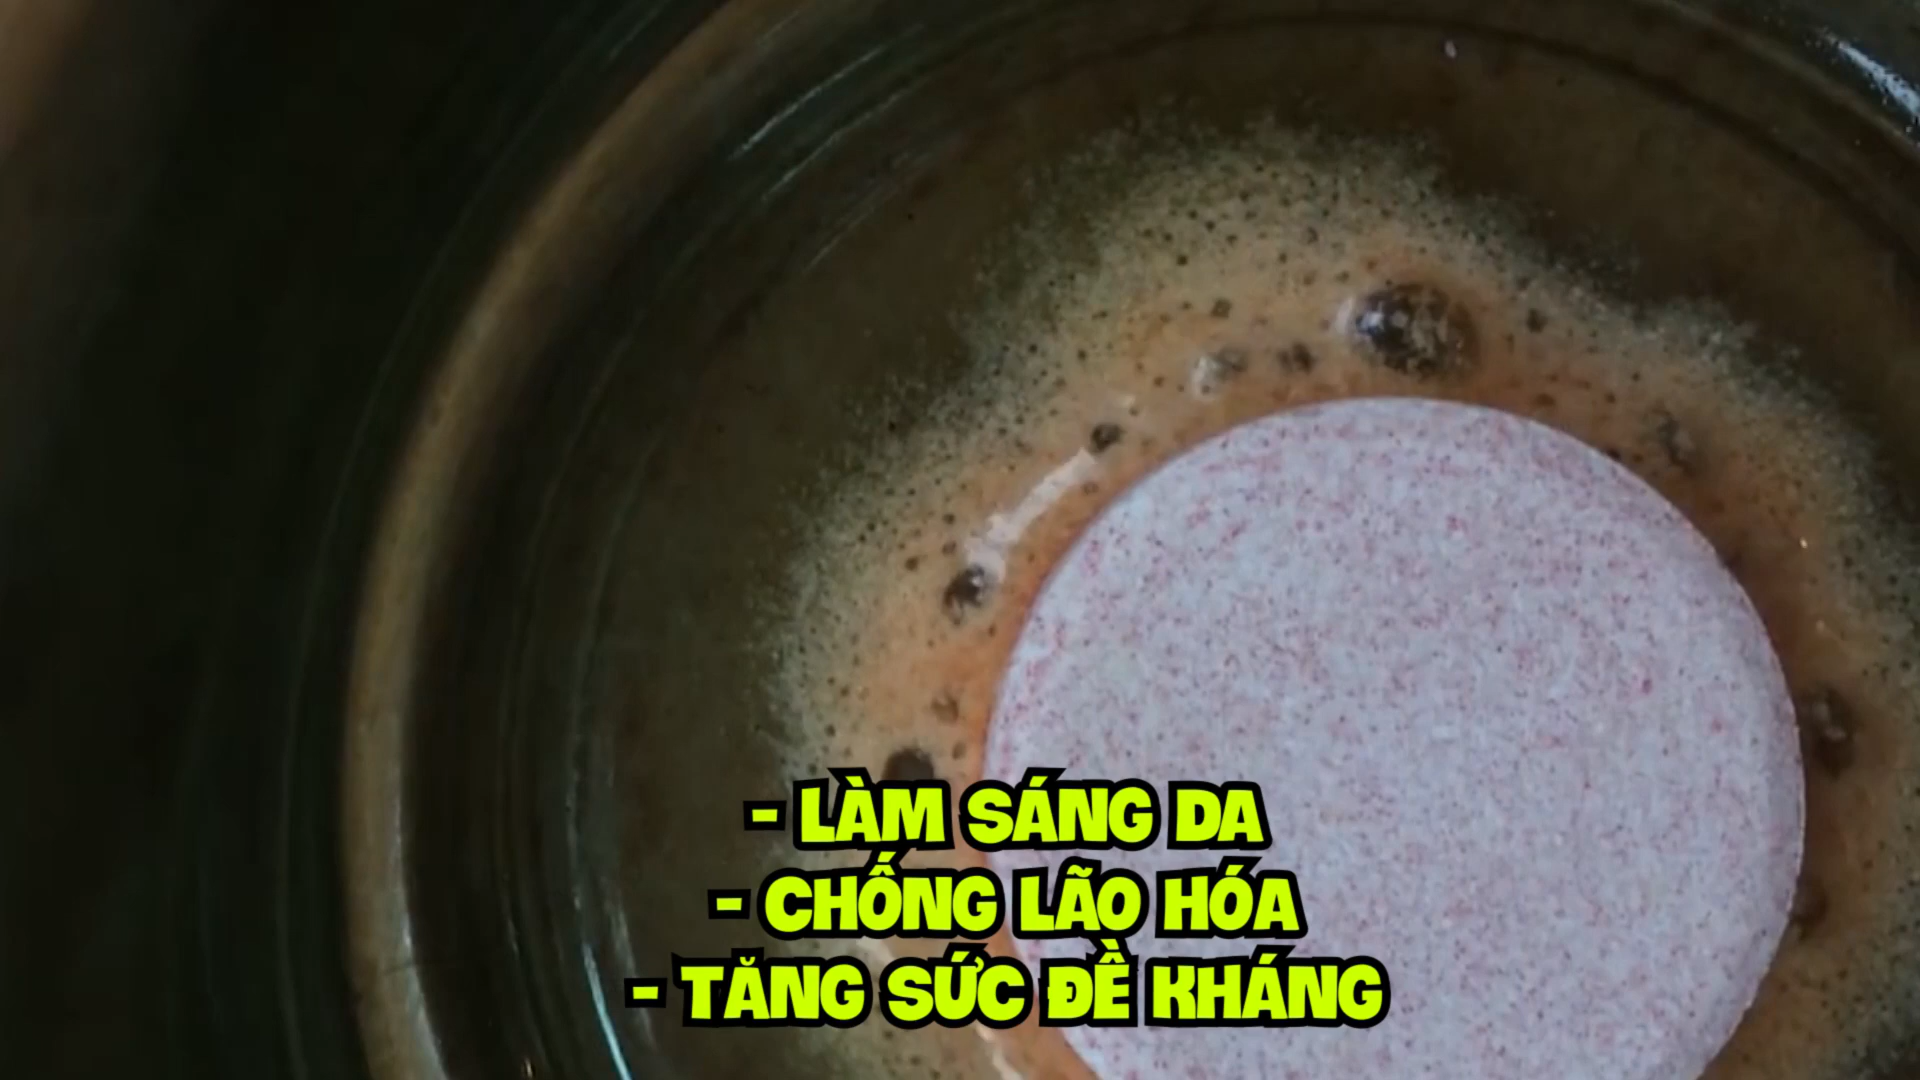 - LÀM SÁNG DA
- CHỐNG LÃO HÓA
- TĂNG SỨC ĐỀ KHÁNG